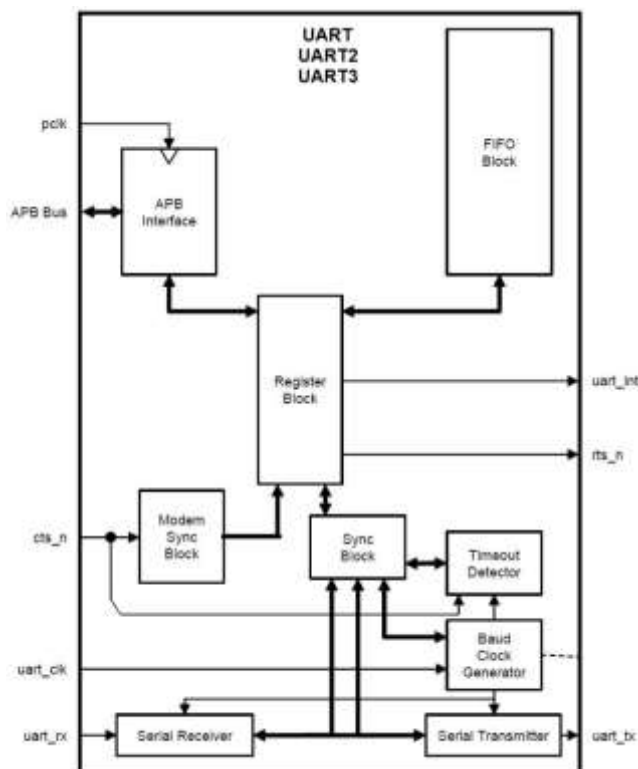 UART
UART2
UART3
pclk
FIFO
Block
APB
Interface
APB Bus
Register
Block
uart_int
rts_n
cts_n
Modem
Sync
Block
Sync
Block
Timeout
Detector
Baud
Clock
Generator
uart_clk
uart_rx
Serial Receiver
Serial Transmitter
uart_tx